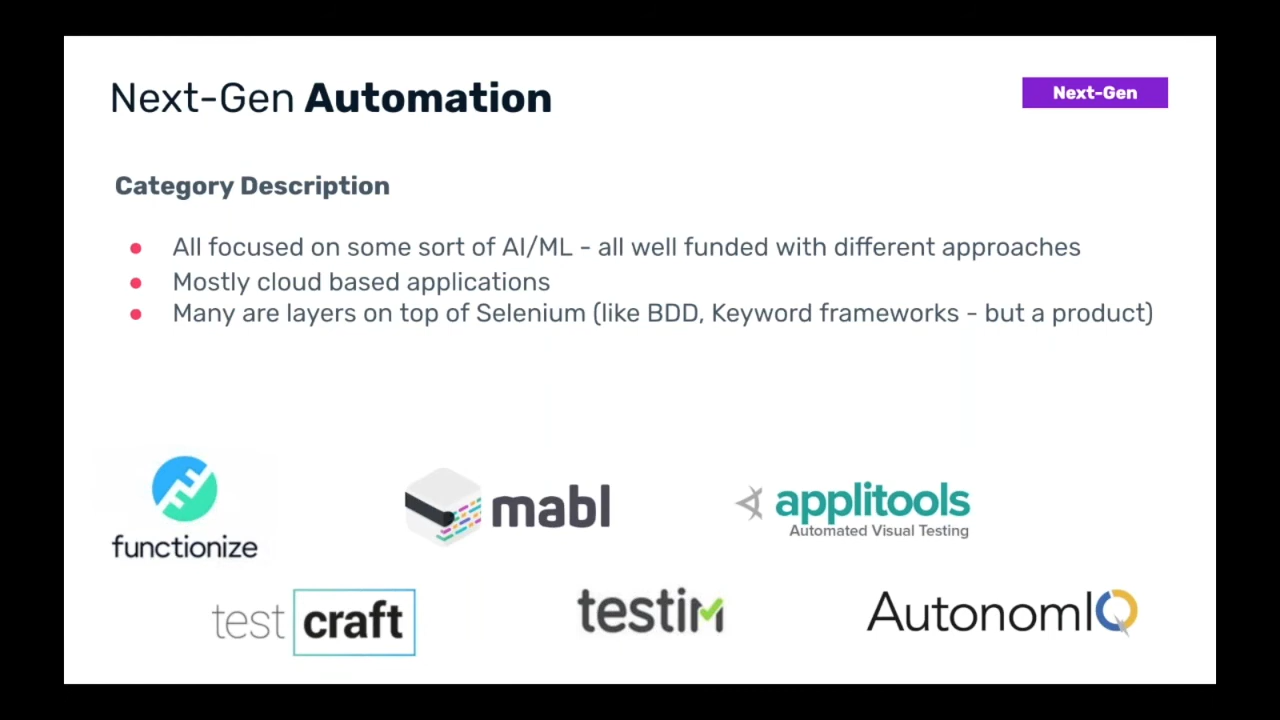 Next-Gen Automation
Next-Gen
Category Description
● All focused on some sort of AI/ML - all well funded with different approaches
● Mostly cloud based applications
● Many are layers on top of Selenium (like BDD, Keyword frameworks - but a product)
functionize
mabl
applitools
Automated Visual Testing
test craft
testim
AutonomIQ